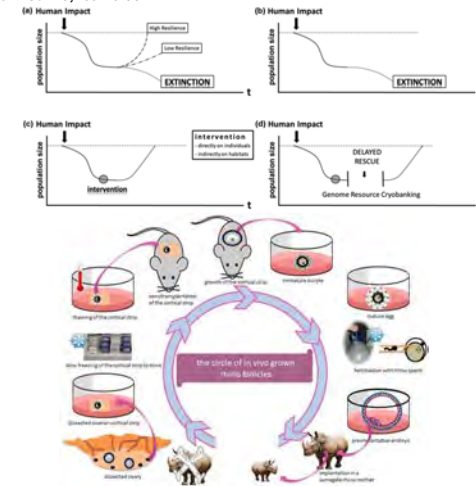 (a) Human Impact
population size
High Resilience
Low Resilience
EXTINCTION
t
(b) Human Impact
population size
EXTINCTION
t
(c) Human Impact
population size
intervention
intervention
- directly on individuals
- indirectly on habitats
t
(d) Human Impact
population size
DELAYED
RESCUE
Genome Resource Cryobanking
t
growth of the cortical strip
xenotransplantation
of the cortical strip
immature oocyte
thawing of the cortical strip
mature egg
slow freezing of the cortical strip to store
fertilisation with rhino sperm
the circle of in vivo grown
rhino follicles
dissected ovarian cortical strip
preimplantative embryo
dissected ovary
implantation in a
surrogate rhino mother